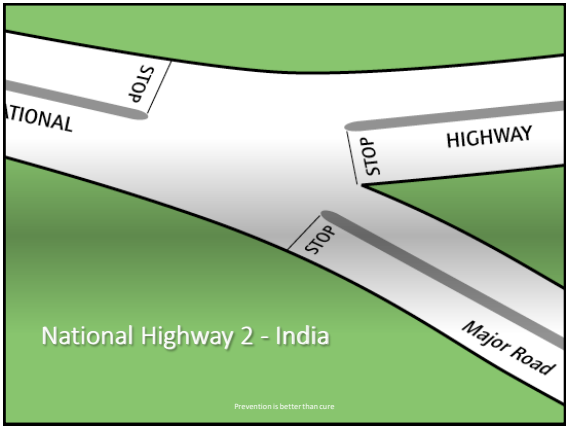 STOP
ATIONAL
STOP
HIGHWAY
STOP
Major Road
National Highway 2 - India
Prevention is better than cure